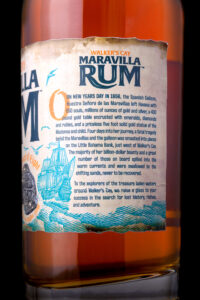 WALKER'S CAY
MARAVILLA
RUM
ON NEW YEARS DAY IN 1656, the Spanish Galleon,
Nuestra Señora de las Maravillas left Havana with
650 souls, millions of ounces of gold and silver, a
gold table encrusted with emeralds, diamonds
and rubies, and a priceless five foot solid gold statue of the
Madonna and child. Four days into her journey, a fatal tragedy
befell the Maravillas and the galleon was smashed into pieces
on the Little Bahama Bank, just west of Walker's Cay.
The majority of four billion-dollar bounty and a great
number of those on board spilled into the
warm currents and were swallowed to the
shifting sands, never to be recovered.
To the explorers of the treasure laden waters
around Walker's Cay, we raise a glass to your
success in the search for lost history, riches,
and adventure.
VILLA
M